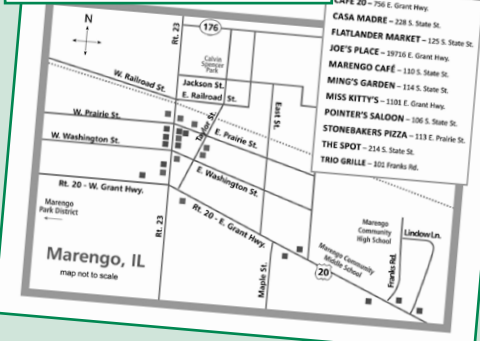 CAFÉ 20 – 756 E. Grant Hwy.
CASA MADRE – 228 S. State St.
FLATLANDER MARKET – 125 S. State St.
JOE'S PLACE – 19716 E. Grant Hwy.
MARENGO CAFÉ – 110 S. State St.
MING'S GARDEN – 114 S. State St.
MISS KITTY'S – 1101 E. Grant Hwy.
POINTER'S SALOON – 106 S. State St.
STONEBAKERS PIZZA – 113 E. Prairie St.
THE SPOT – 214 S. State St.
TRIO GRILLE – 101 Franks Rd.
N
Rt. 23
176
Calvin
Spencer
Park
Jackson St.
E. Railroad St.
W. Railroad St.
East St.
Taylor St.
W. Prairie St.
E. Prairie St.
W. Washington St.
E. Washington St.
Rt. 20 - W. Grant Hwy.
Rt. 20 - E. Grant Hwy.
Marengo
Park District
Rt. 23
Marengo, IL
map not to scale
Maple St.
20
Marengo Community
Middle School
Marengo
Community
High School
Lindow Ln.
Franks Rd.